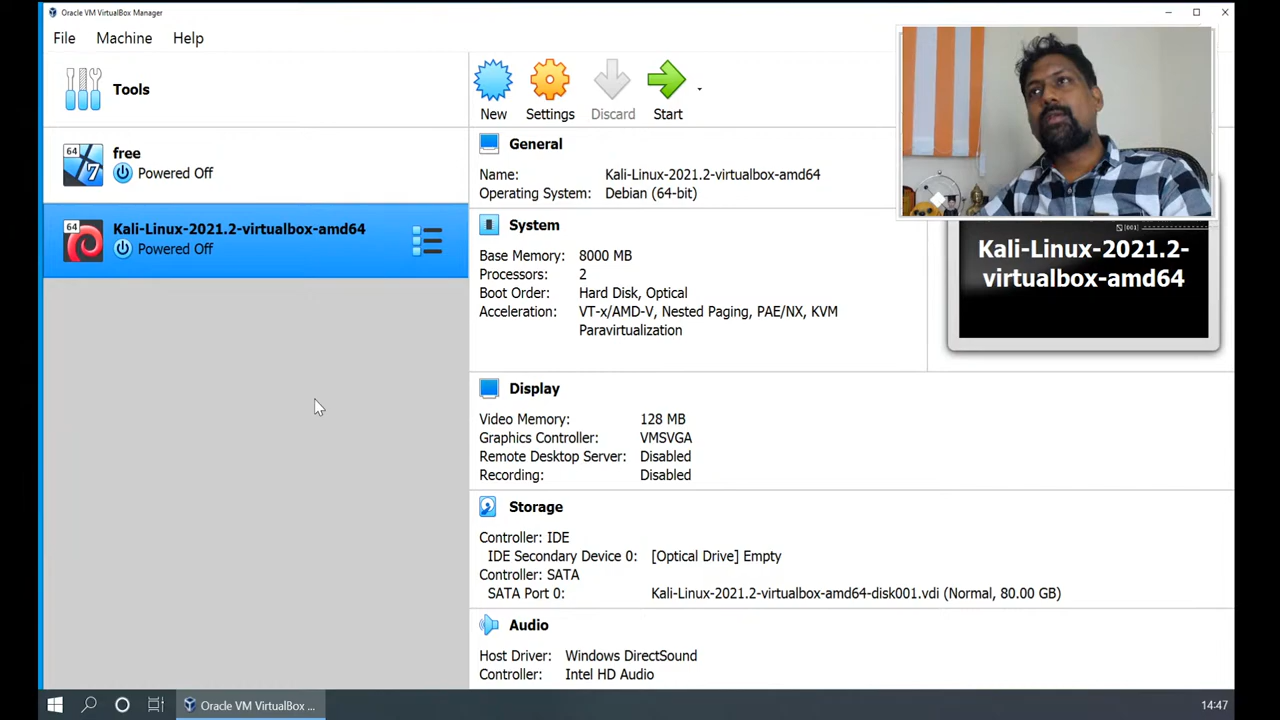 Oracle VM VirtualBox Manager
File Machine Help
Tools
New Settings Discard Start
64
7
free
Powered Off
64
Kali-Linux-2021.2-virtualbox-amd64
Powered Off
General
Name: Kali-Linux-2021.2-virtualbox-amd64
Operating System: Debian (64-bit)
System
Base Memory: 8000 MB
Processors: 2
Boot Order: Hard Disk, Optical
Acceleration: VT-x/AMD-V, Nested Paging, PAE/NX, KVM
Paravirtualization
Kali-Linux-2021.2-
virtualbox-amd64
Display
Video Memory: 128 MB
Graphics Controller: VMSVGA
Remote Desktop Server: Disabled
Recording: Disabled
Storage
Controller: IDE
IDE Secondary Device 0: [Optical Drive] Empty
Controller: SATA
SATA Port 0: Kali-Linux-2021.2-virtualbox-amd64-disk001.vdi (Normal, 80.00 GB)
Audio
Host Driver: Windows DirectSound
Controller: Intel HD Audio
Oracle VM VirtualBox ...
14:47